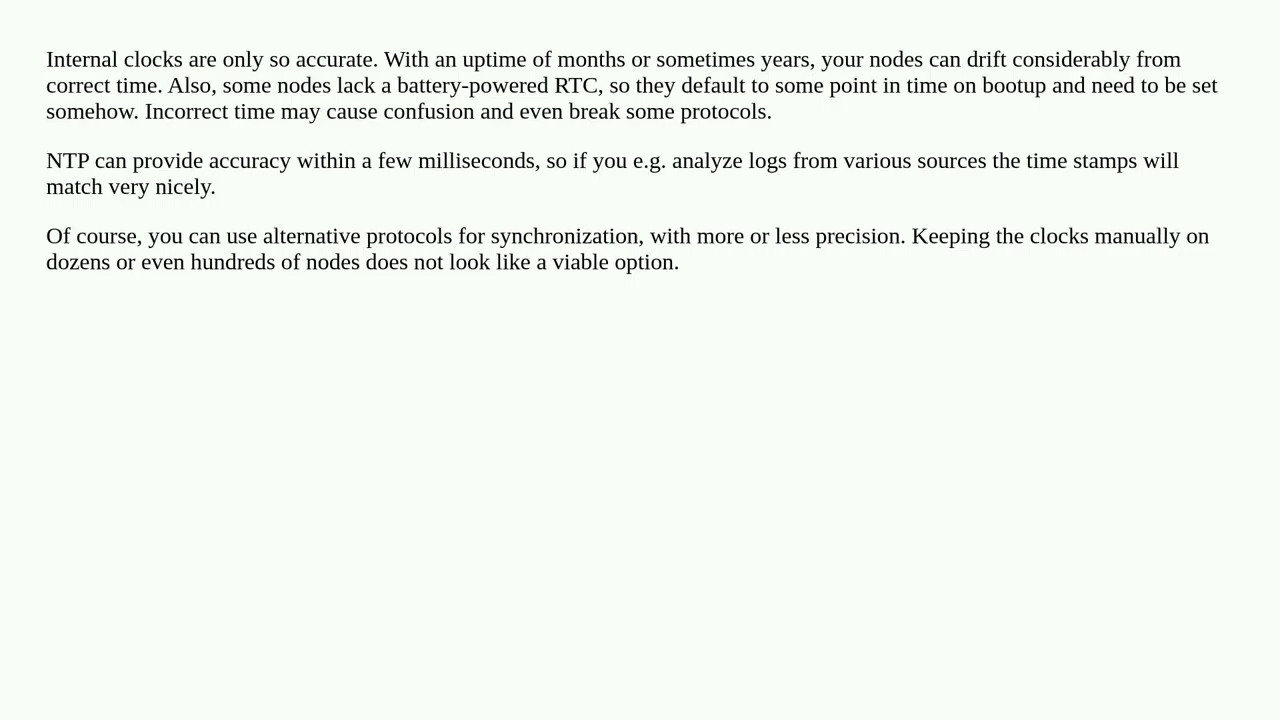 Internal clocks are only so accurate. With an uptime of months or sometimes years, your nodes can drift considerably from
correct time. Also, some nodes lack a battery-powered RTC, so they default to some point in time on bootup and need to be set
somehow. Incorrect time may cause confusion and even break some protocols.
NTP can provide accuracy within a few milliseconds, so if you e.g. analyze logs from various sources the time stamps will
match very nicely.
Of course, you can use alternative protocols for synchronization, with more or less precision. Keeping the clocks manually on
dozens or even hundreds of nodes does not look like a viable option.